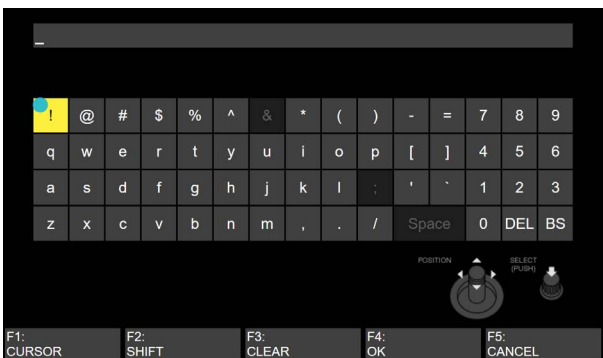 _
! @ # $ % ^ & * ( ) - = 7 8 9
q w e r t y u i o p [ ] 4 5 6
a s d f g h j k l ; ' ` 1 2 3
z x c v b n m , . / Space 0 DEL BS
POSITION SELECT
(PUSH)
F1: F2: F3: F4: F5:
CURSOR SHIFT CLEAR OK CANCEL